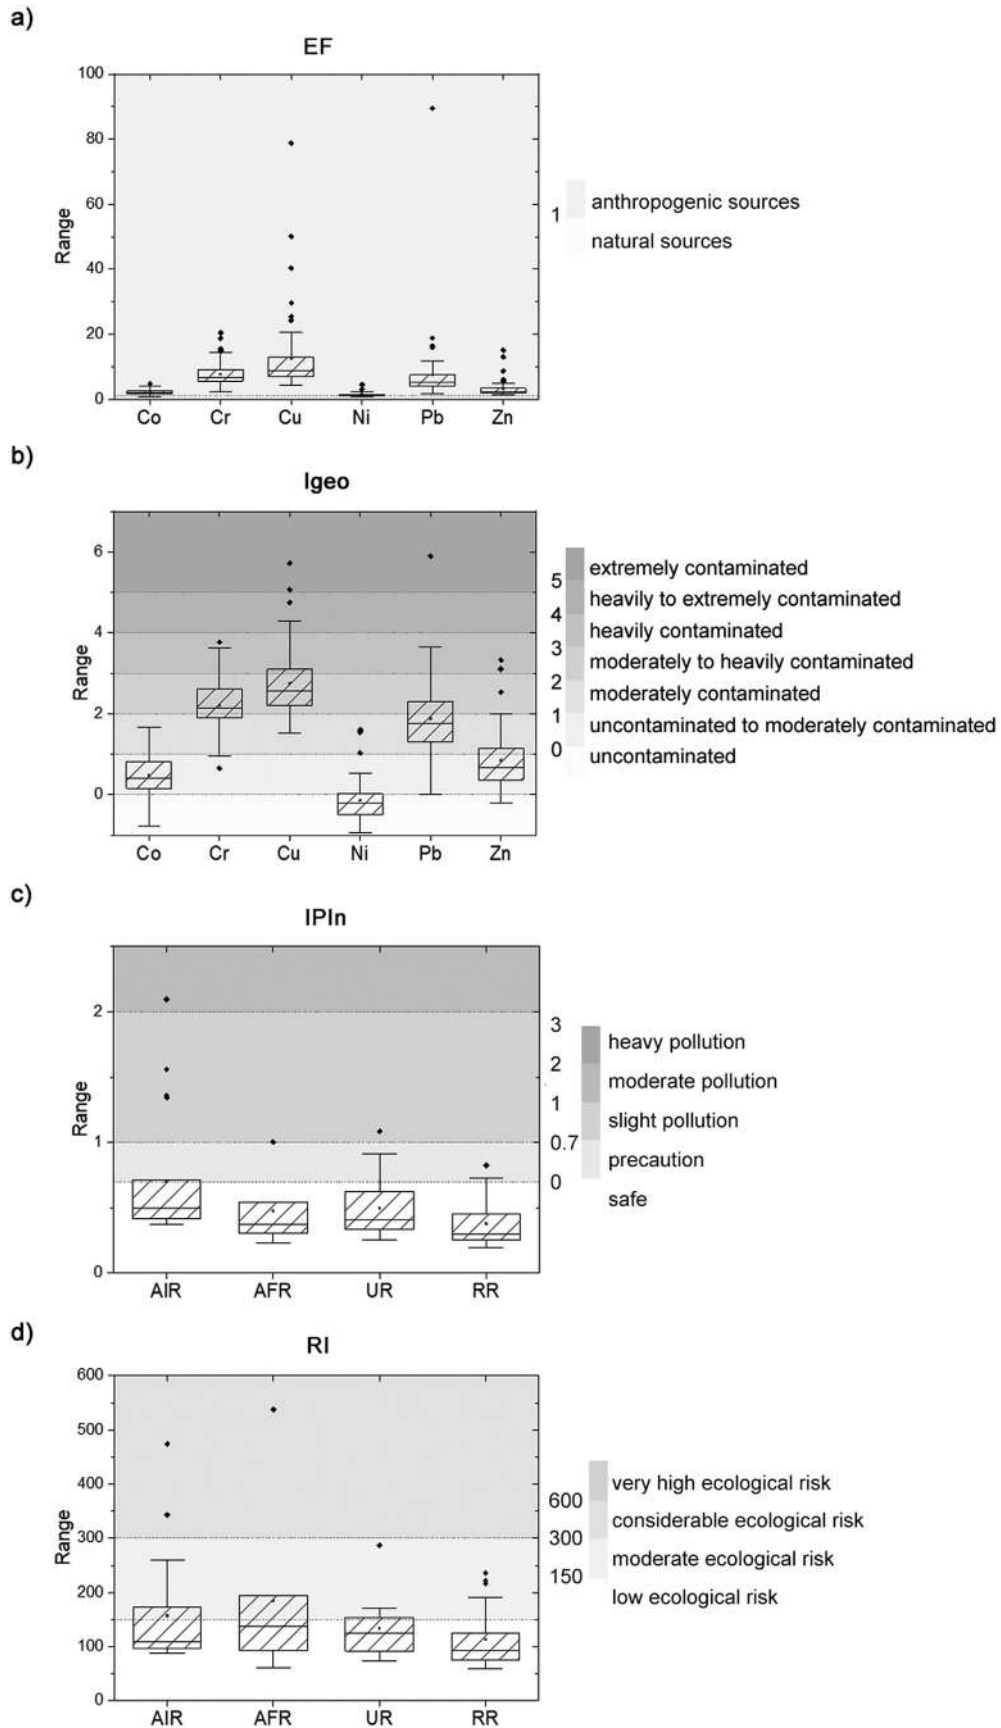 a)
EF
100
80
60
40
20
0
Range
Co Cr Cu Ni Pb Zn
1
anthropogenic sources
natural sources
b)
Igeo
6
4
2
0
Range
Co Cr Cu Ni Pb Zn
5
4
3
2
1
0
extremely contaminated
heavily to extremely contaminated
heavily contaminated
moderately to heavily contaminated
moderately contaminated
uncontaminated to moderately contaminated
uncontaminated
c)
IPIn
2
1
0
Range
AIR AFR UR RR
3
2
1
0.7
0
heavy pollution
moderate pollution
slight pollution
precaution
safe
d)
RI
600
500
400
300
200
100
0
Range
AIR AFR UR RR
600
300
150
very high ecological risk
considerable ecological risk
moderate ecological risk
low ecological risk